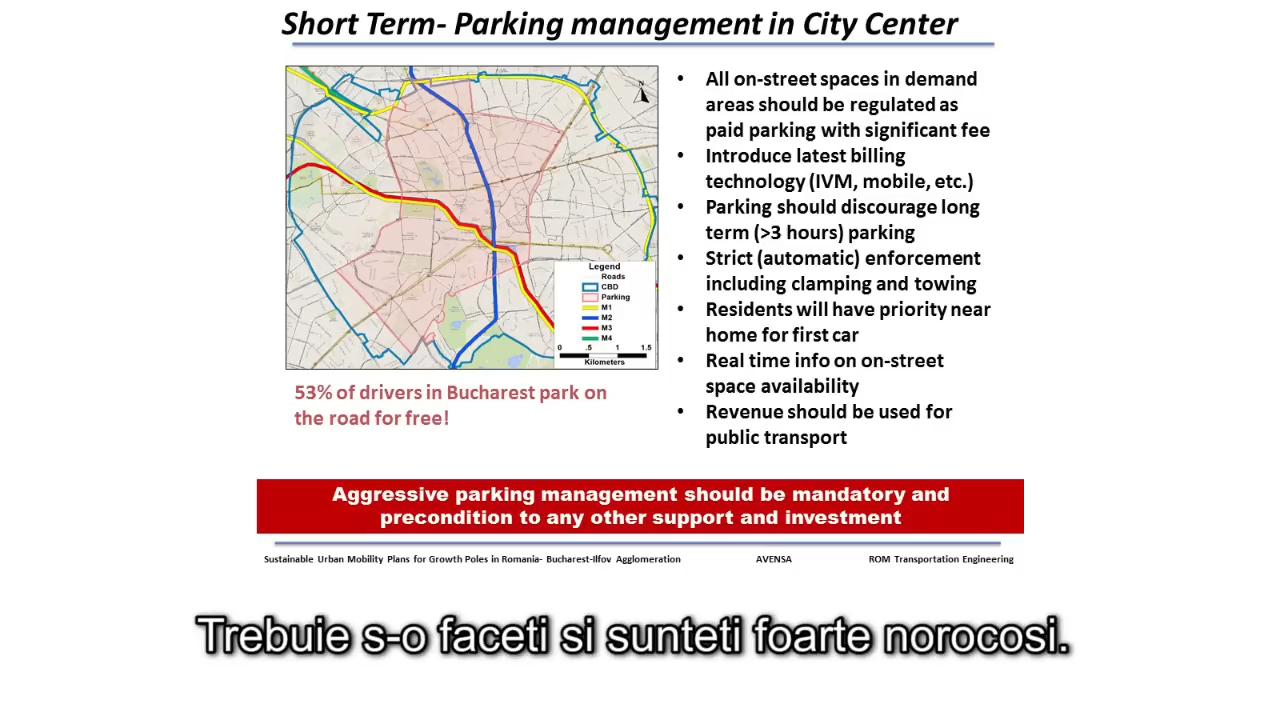 Short Term- Parking management in City Center
N
Legend
Roads
CBD
Parking
M1
M2
M3
M4
0 .5 1 1.5
Kilometers
53% of drivers in Bucharest park on
the road for free!
• All on-street spaces in demand
areas should be regulated as
paid parking with significant fee
• Introduce latest billing
technology (IVM, mobile, etc.)
• Parking should discourage long
term (>3 hours) parking
• Strict (automatic) enforcement
including clamping and towing
• Residents will have priority near
home for first car
• Real time info on on-street
space availability
• Revenue should be used for
public transport
Aggressive parking management should be mandatory and
precondition to any other support and investment
Sustainable Urban Mobility Plans for Growth Poles in Romania- Bucharest-Ilfov Agglomeration AVENSA ROM Transportation Engineering
Trebuie s-o faceti si sunteti foarte norocosi.